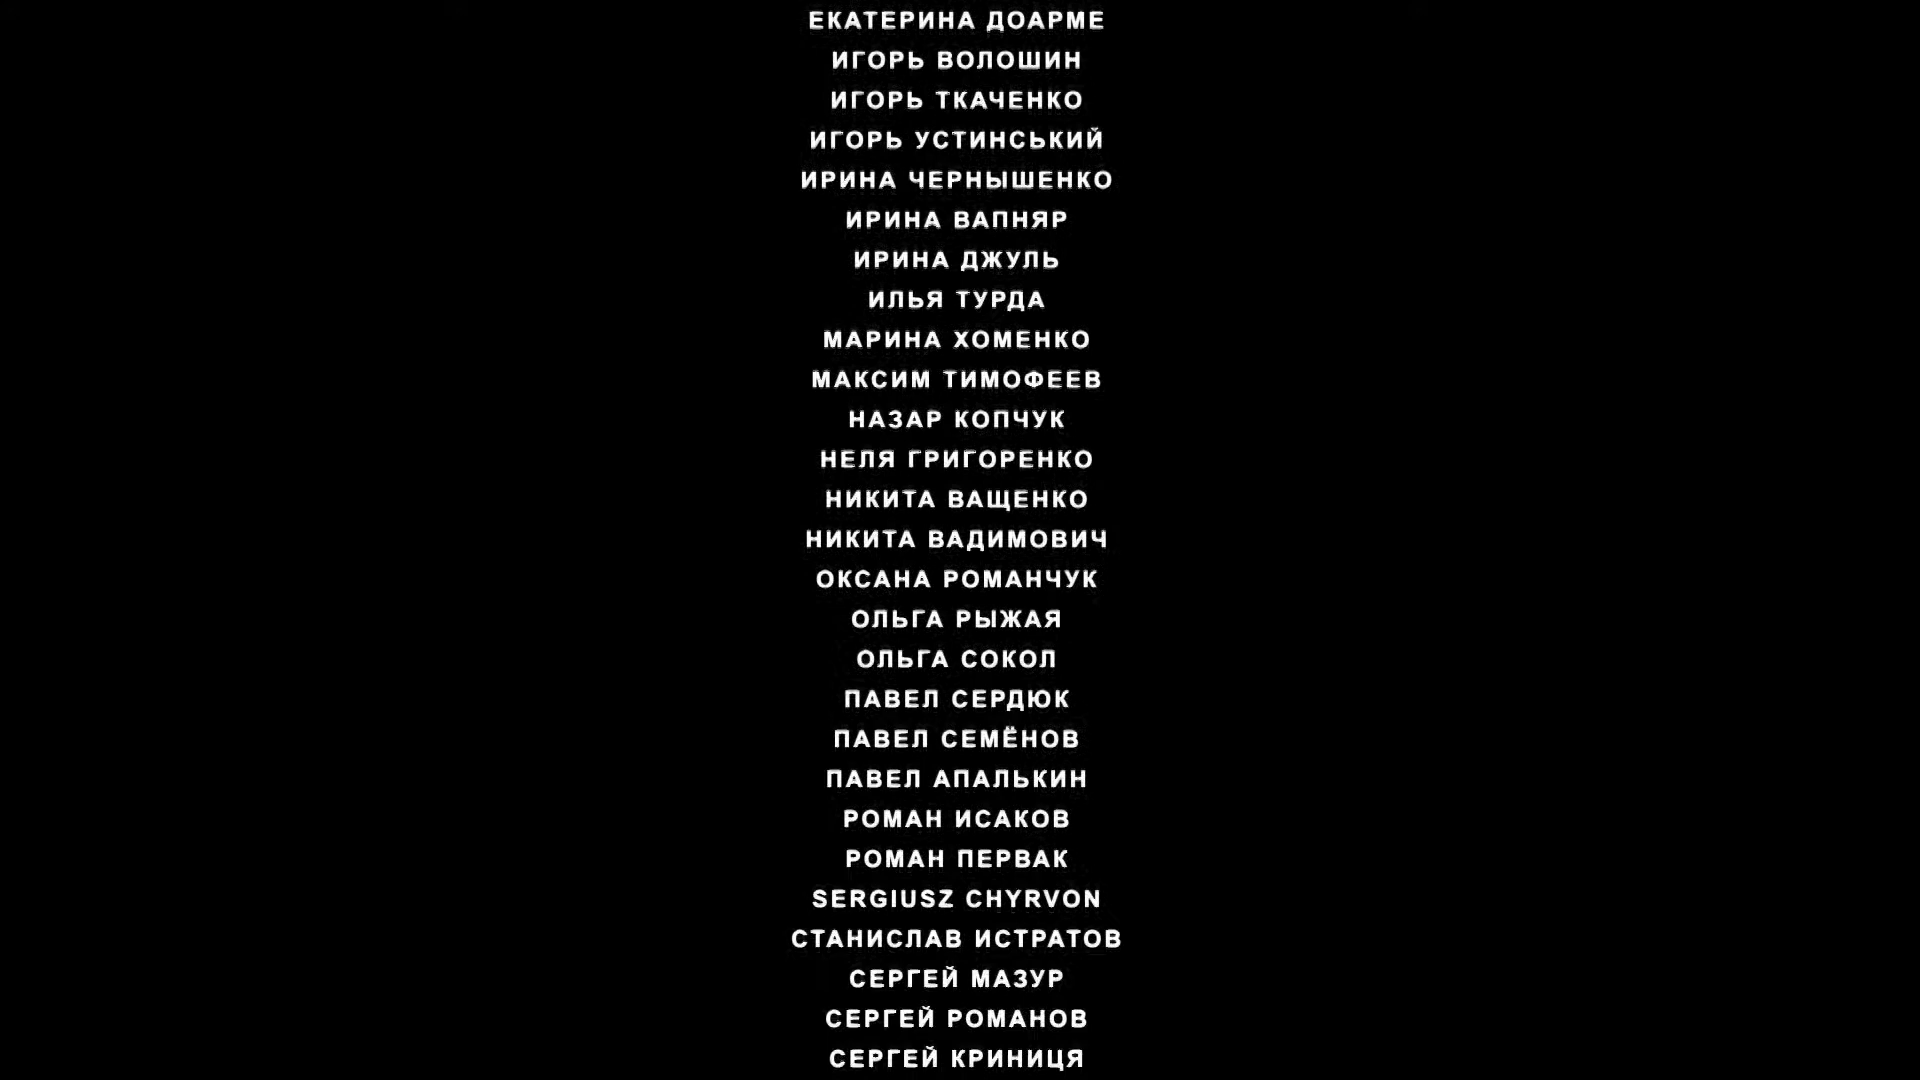 ЕКАТЕРИНА ДОАРМЕ
ИГОРЬ ВОЛОШИН
ИГОРЬ ТКАЧЕНКО
ИГОРЬ УСТИНСЬКИЙ
ИРИНА ЧЕРНЫШЕНКО
ИРИНА ВАПНЯР
ИРИНА ДЖУЛЬ
ИЛЬЯ ТУРДА
МАРИНА ХОМЕНКО
МАКСИМ ТИМОФЕЕВ
НАЗАР КОПЧУК
НЕЛЯ ГРИГОРЕНКО
НИКИТА ВАЩЕНКО
НИКИТА ВАДИМОВИЧ
ОКСАНА РОМАНЧУК
ОЛЬГА РЫЖАЯ
ОЛЬГА СОКОЛ
ПАВЕЛ СЕРДЮК
ПАВЕЛ СЕМЁНОВ
ПАВЕЛ АПАЛЬКИН
РОМАН ИСАКОВ
РОМАН ПЕРВАК
SERGIUSZ CHYRVON
СТАНИСЛАВ ИСТРАТОВ
СЕРГЕЙ МАЗУР
СЕРГЕЙ РОМАНОВ
СЕРГЕЙ КРИНИЦЯ